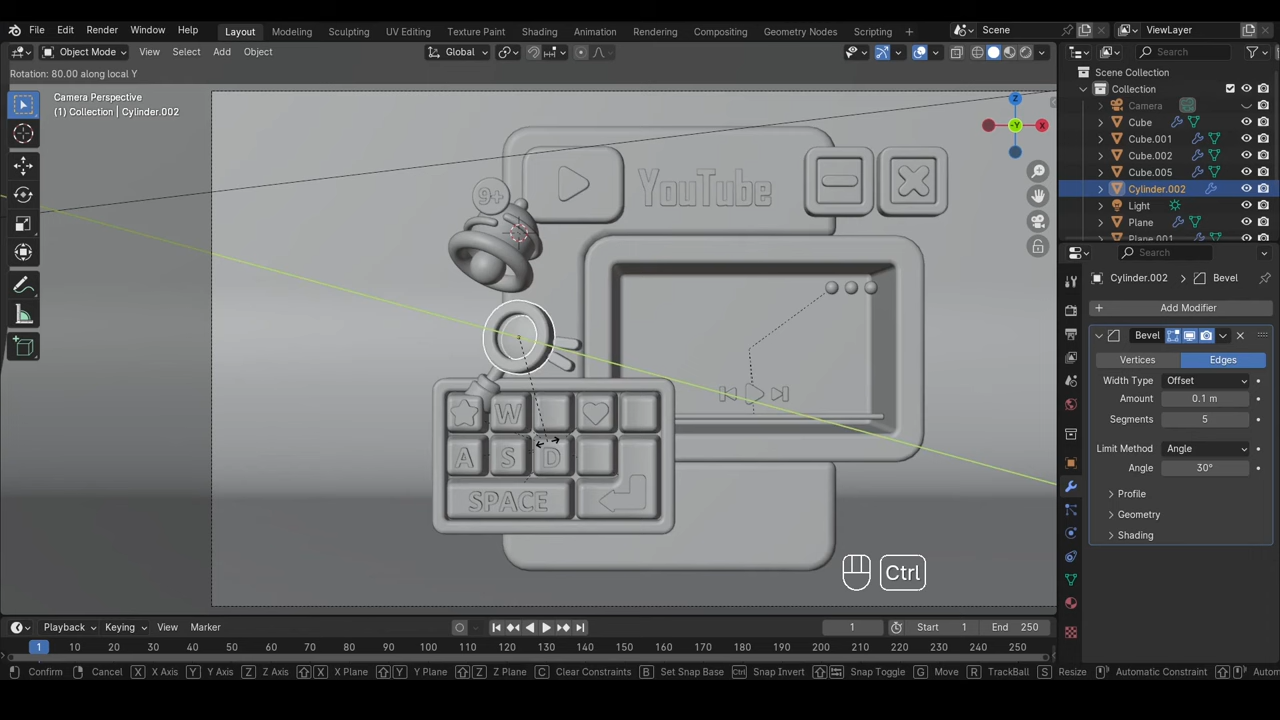 File Edit Render Window Help Layout Modeling Sculpting UV Editing Texture Paint Shading Animation Rendering Compositing Geometry Nodes Scripting + Scene ViewLayer
Object Mode View Select Add Object Global Search
Rotation: 80.00 along local Y
Scene Collection
Camera Perspective
(1) Collection | Cylinder.002
Collection
Camera
Cube
Cube.001
Cube.002
Cube.005
Cylinder.002
Light
Plane
Plane.001
Z
-Y
X
9+
YouTube
W
A S D
SPACE
Ctrl
Search
Cylinder.002 > Bevel
+ Add Modifier
Bevel
Vertices Edges
Width Type Offset
Amount 0.1 m
Segments 5
Limit Method Angle
Angle 30°
> Profile
> Geometry
> Shading
Playback Keying View Marker 1 Start 1 End 250
1 10 20 30 40 50 60 70 80 90 100 110 120 130 140 150 160 170 180 190 200 210 220 230 240 250
Confirm X X Axis Y Y Axis Z Z Axis X X Plane Y Y Plane Z Z Plane C Clear Constraints B Set Snap Base Ctrl Snap Invert Snap Toggle G Move R TrackBall S Resize Automatic Constraint Automatic Constraint